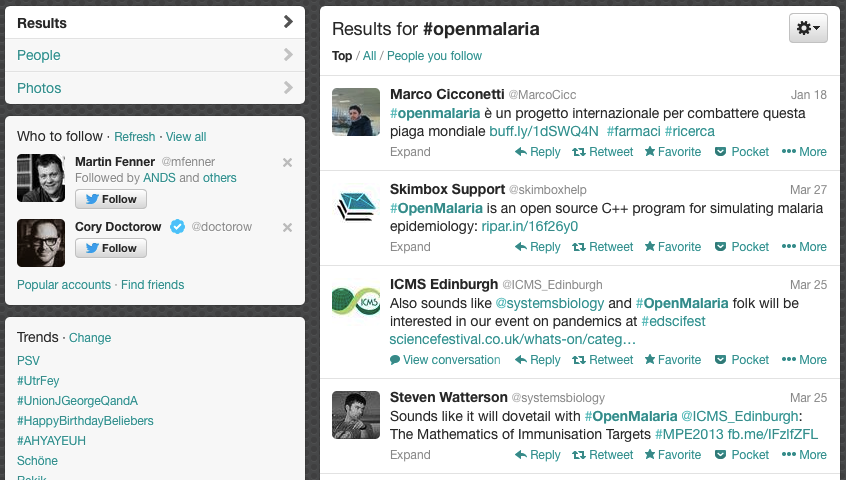 Results
People
Photos
Who to follow · Refresh · View all
Martin Fenner @mfenner
Followed by ANDS and others
Follow
Cory Doctorow @doctorow
Follow
Popular accounts · Find friends
Trends · Change
PSV
#UtrFey
#UnionJGeorgeQandA
#HappyBirthdayBeliebers
#AHYAYEUH
Schöne
Results for #openmalaria
Top / All / People you follow
Marco Cicconetti @MarcoCicc Jan 18
#openmalaria è un progetto internazionale per combattere questa
piaga mondiale buff.ly/1dSWQ4N #farmaci #ricerca
Expand Reply Retweet Favorite Pocket More
Skimbox Support @skimboxhelp Mar 27
#OpenMalaria is an open source C++ program for simulating malaria
epidemiology: ripar.in/16f26y0
Expand Reply Retweet Favorite Pocket More
ICMS
ICMS Edinburgh @ICMS_Edinburgh Mar 25
Also sounds like @systemsbiology and #OpenMalaria folk will be
interested in our event on pandemics at #edscifest
sciencefestival.co.uk/whats-on/categ…
View conversation Reply Retweet Favorite Pocket More
Steven Watterson @systemsbiology Mar 25
Sounds like it will dovetail with #OpenMalaria @ICMS_Edinburgh:
The Mathematics of Immunisation Targets #MPE2013 fb.me/IFzIfZFL
Expand Reply Retweet Favorite Pocket More